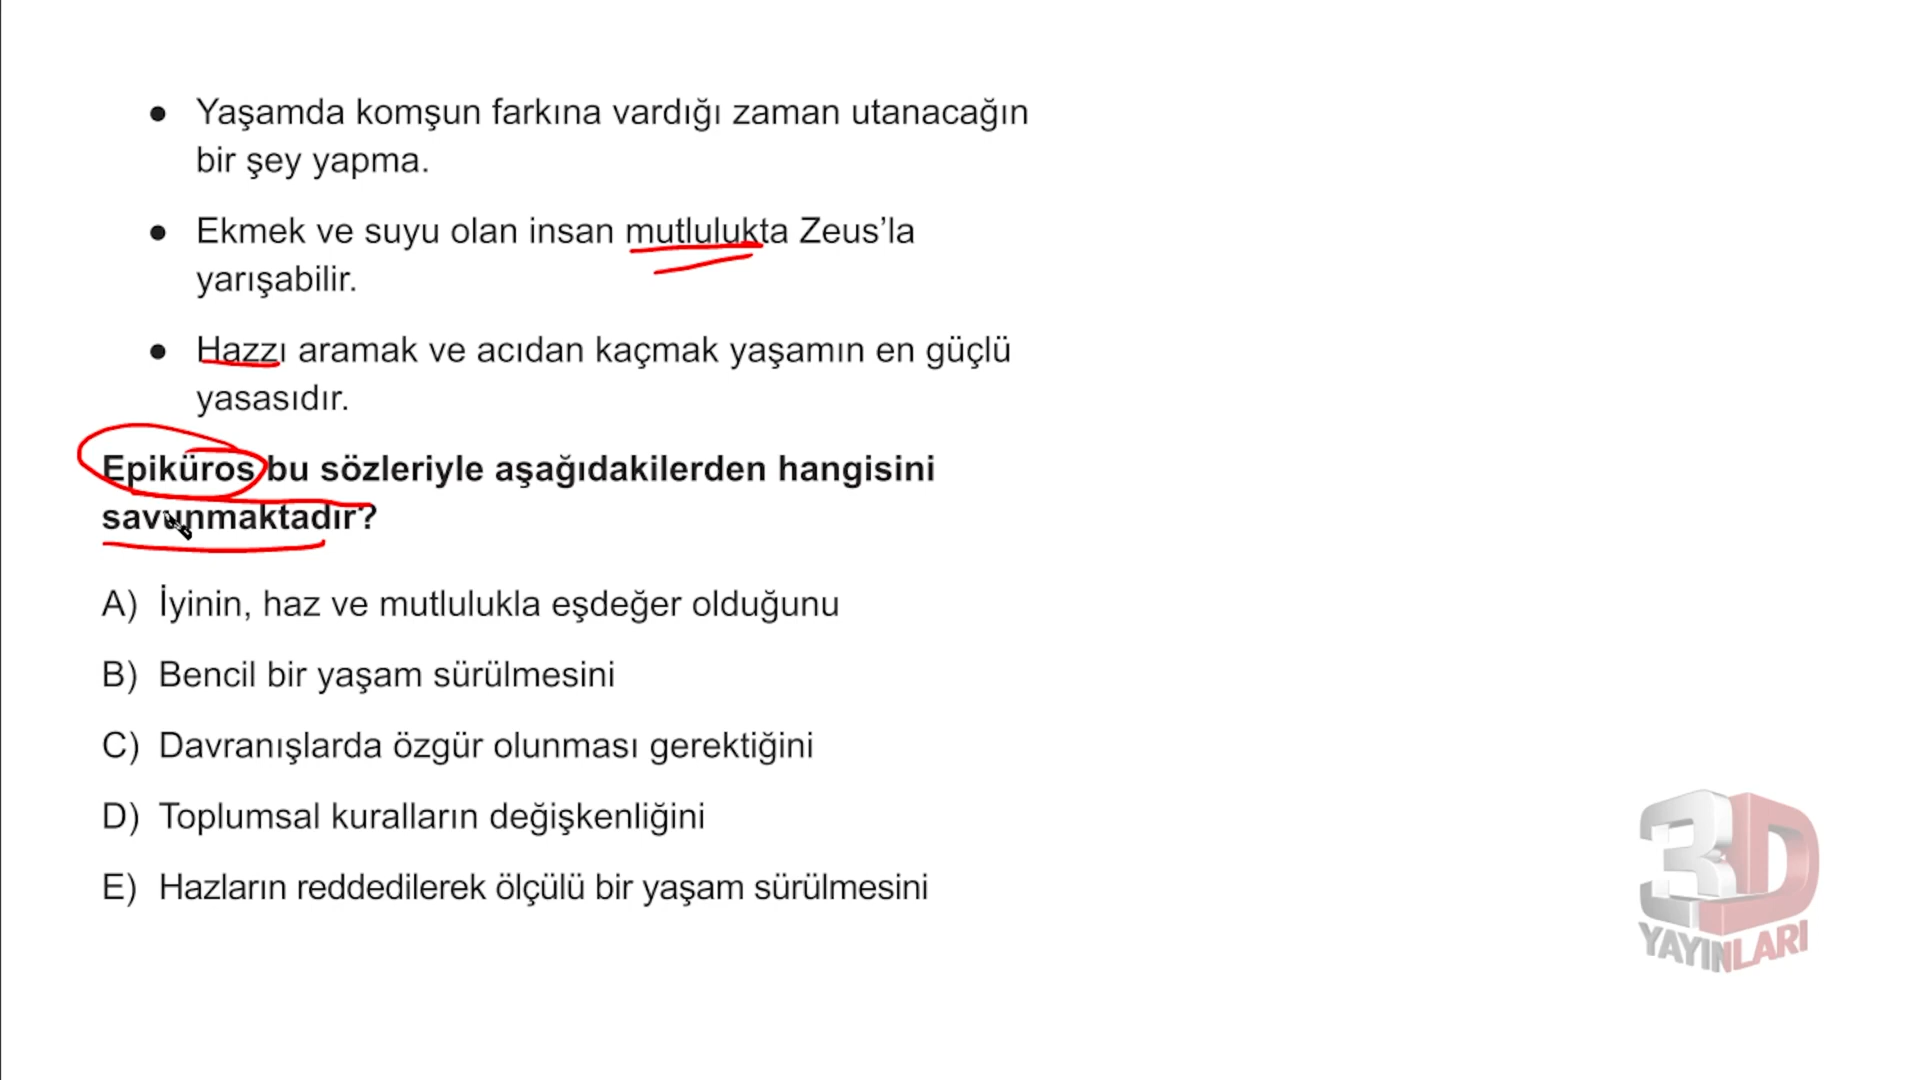 ● Yaşamda komşun farkına vardığı zaman utanacağın
bir şey yapma.
● Ekmek ve suyu olan insan mutlulukta Zeus’la
yarışabilir.
● Hazzı aramak ve acıdan kaçmak yaşamın en güçlü
yasasıdır.
Epiküros bu sözleriyle aşağıdakilerden hangisini
savunmaktadır?
A) İyinin, haz ve mutlulukla eşdeğer olduğunu
B) Bencil bir yaşam sürülmesini
C) Davranışlarda özgür olunması gerektiğini
D) Toplumsal kuralların değişkenliğini
E) Hazların reddedilerek ölçülü bir yaşam sürülmesini
3D
YAYINLARI